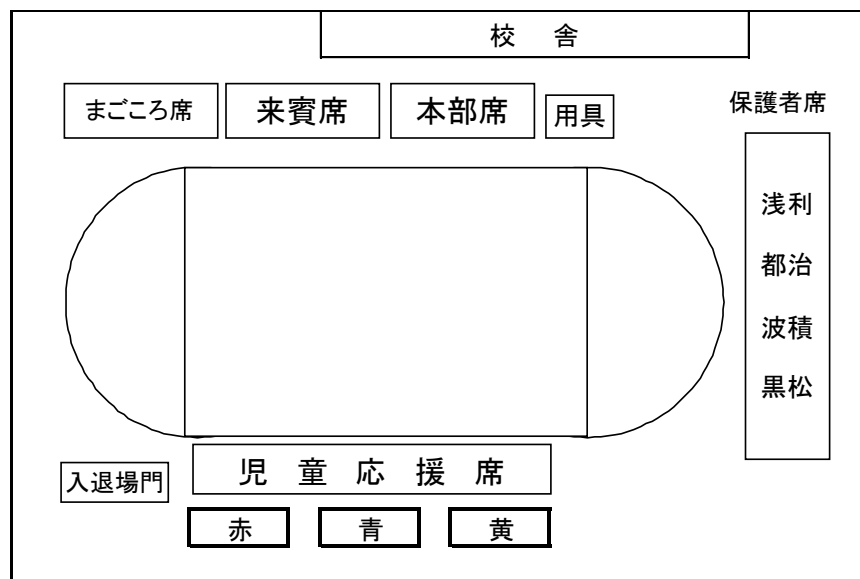 校 舎
まごころ席
来賓席
本部席
用具
保護者席
浅利
都治
波積
黒松
入退場門
児 童 応 援 席
赤
青
黄